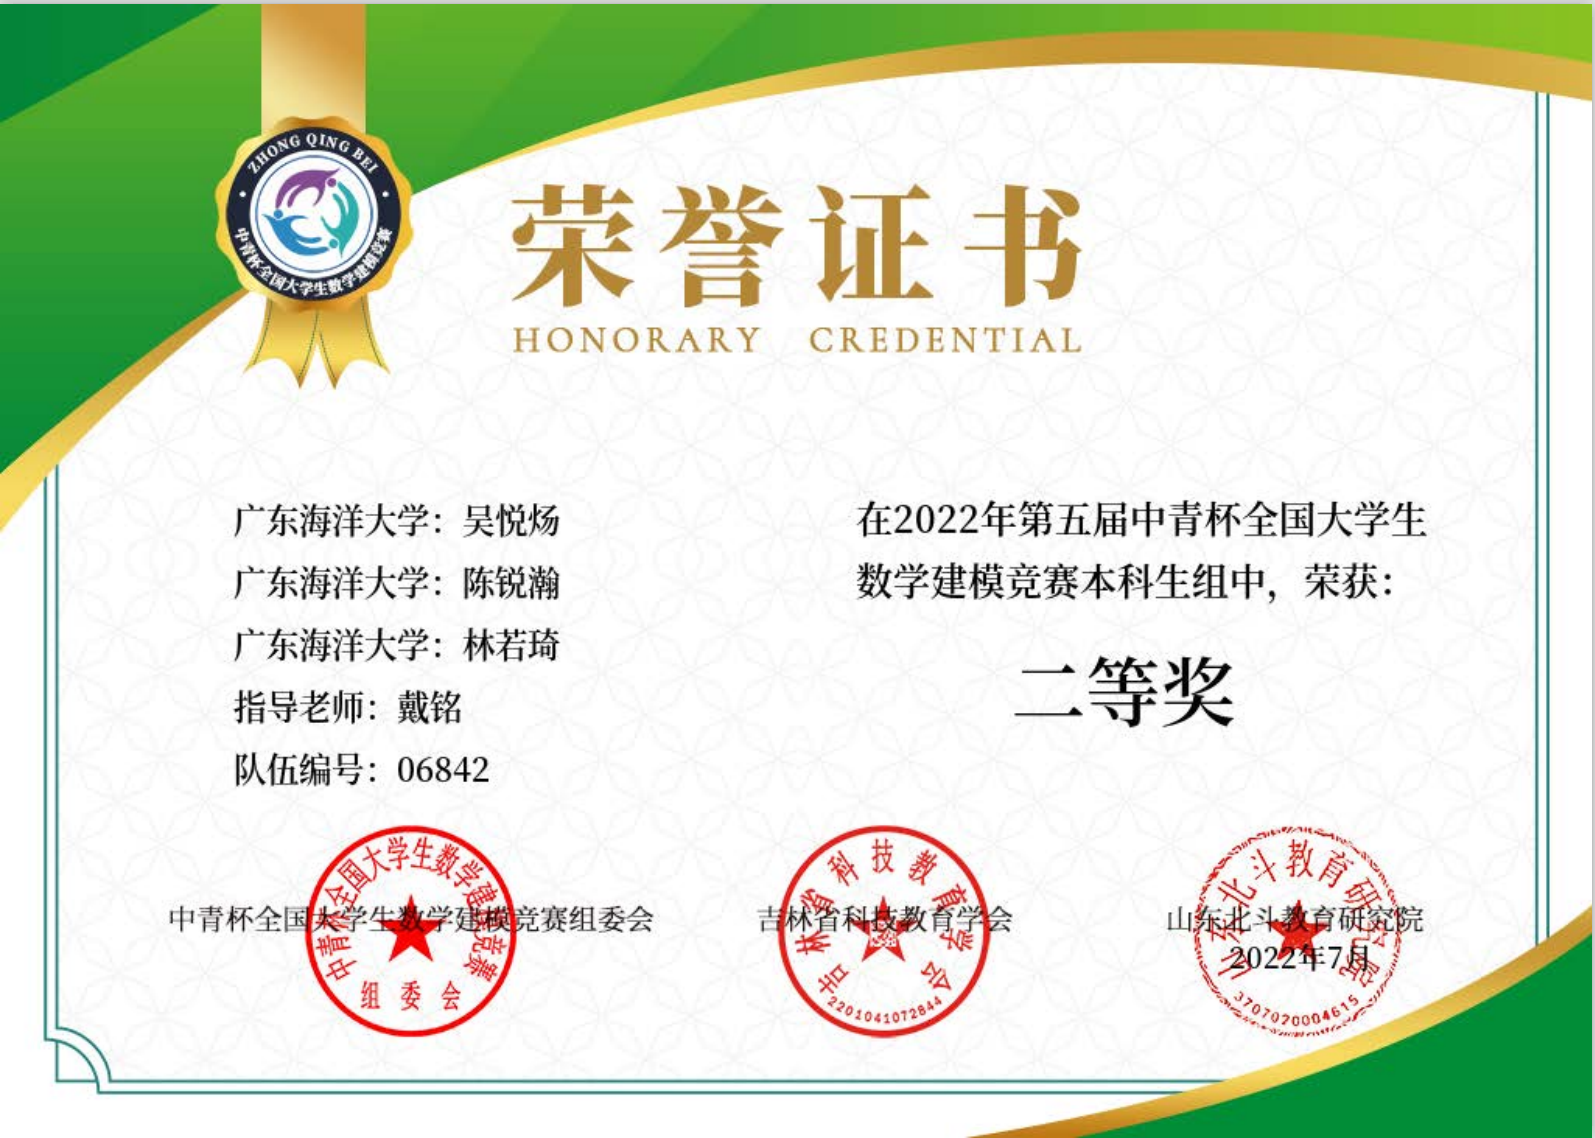 ZHONG QING BEI
中青杯全国大学生数学建模竞赛
荣誉证书
HONORARY CREDENTIAL
广东海洋大学：吴悦炀
广东海洋大学：陈锐瀚
广东海洋大学：林若琦
指导老师：戴铭
队伍编号：06842
在2022年第五届中青杯全国大学生
数学建模竞赛本科生组中，荣获：
二等奖
中青杯全国大学生数学建模竞赛组委会
中青杯全国大学生数学建模竞赛
组委会
吉林省科技教育学会
吉林省科技教育学会
2201041072844
山东北斗教育研究院
2022年7月
山东北斗教育研究院
3707020004615